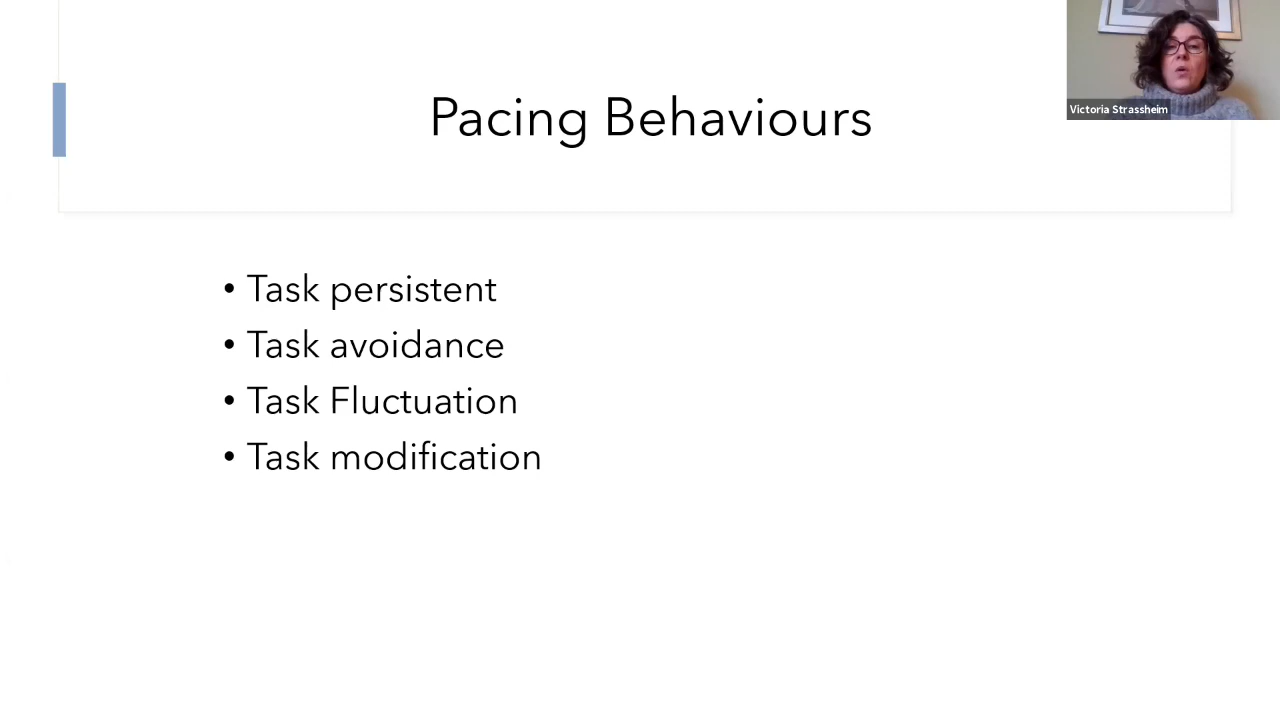 Victoria Strassheim
Pacing Behaviours
• Task persistent
• Task avoidance
• Task Fluctuation
• Task modification